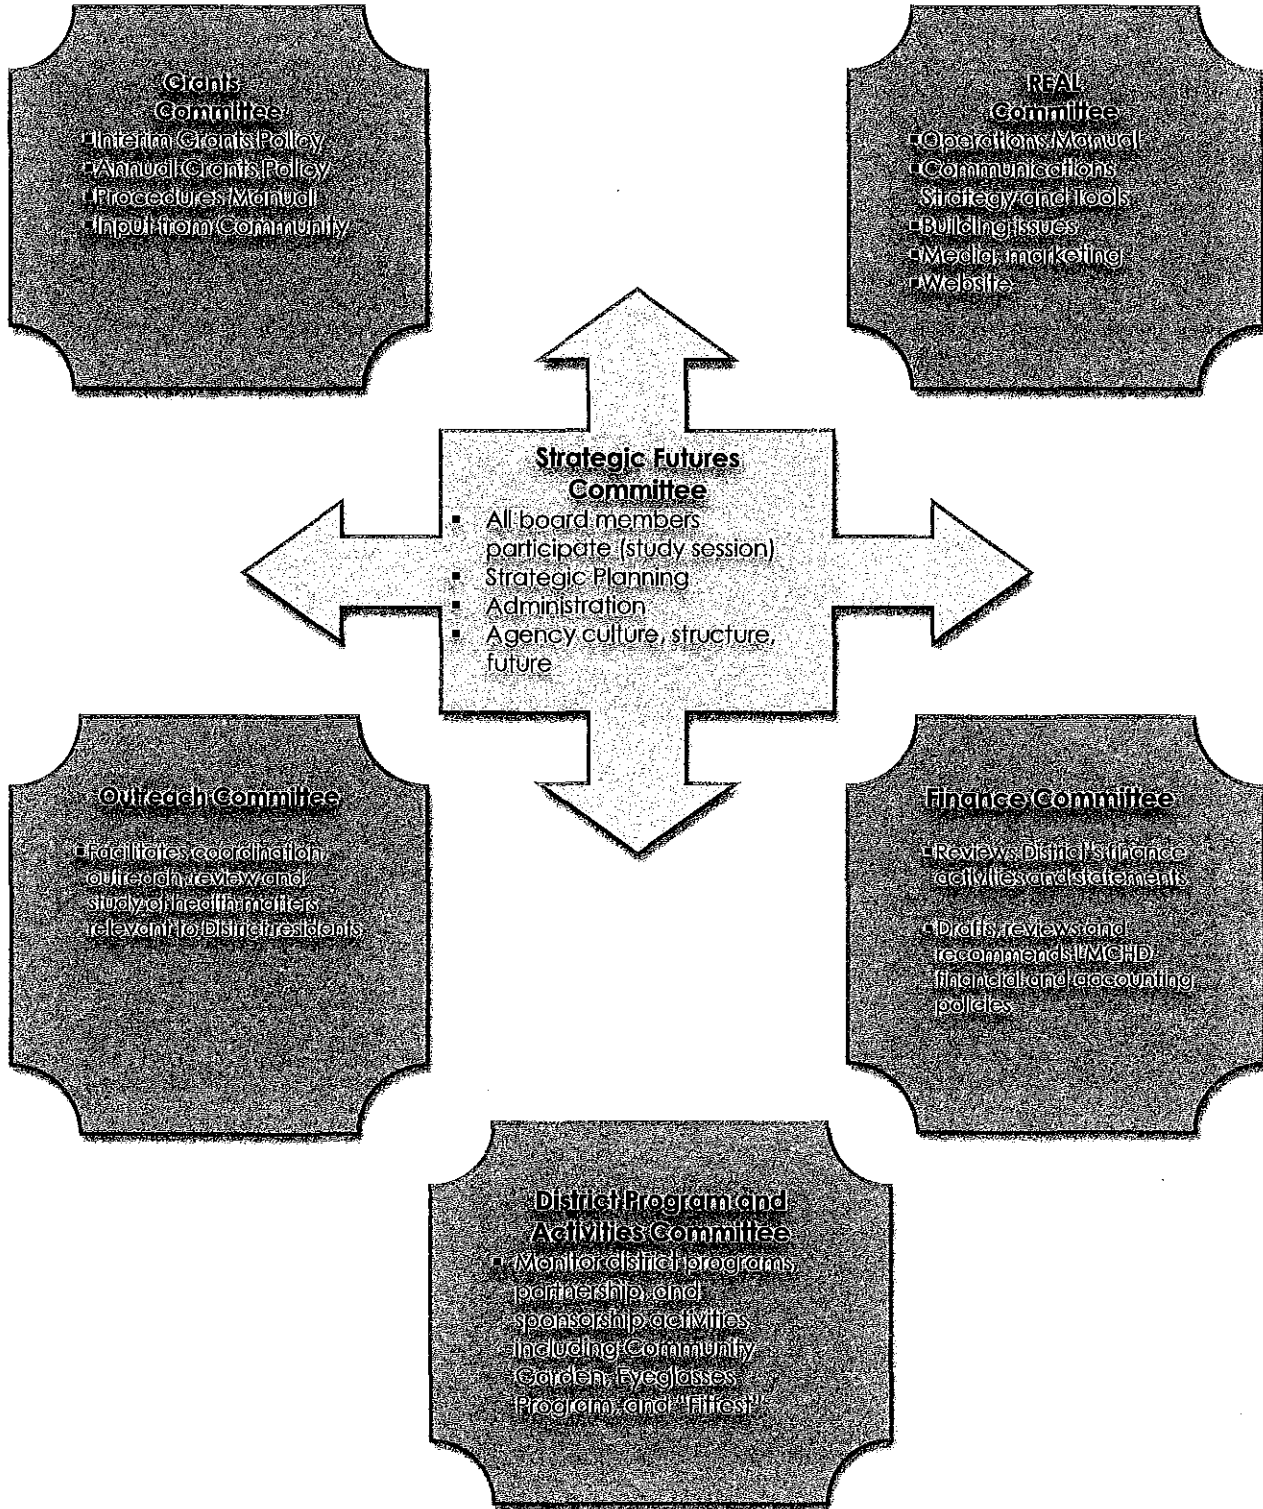 Grants
Committee
▪Interim Grants Policy
▪Annual Grants Policy
▪Procedures Manual
▪Input from Community
REAL
Committee
▪Operations Manual
▪Communications
Strategy and Tools
▪Building issues
▪Media, marketing
▪Website
Strategic Futures
Committee
▪ All board members
participate (study session)
▪ Strategic Planning
▪ Administration
▪ Agency culture, structure,
future
Outreach Committee
▪Facilitates coordination,
outreach, review and
study of health matters
relevant to District residents
Finance Committee
▪Reviews District's finance
activities and statements
▪Drafts, reviews and
recommends LMCHD
financial and accounting
policies
District Program and
Activities Committee
▪ Monitor district programs,
partnership, and
sponsorship activities
including Community
Garden, Eyeglasses
Program, and "Fittest"